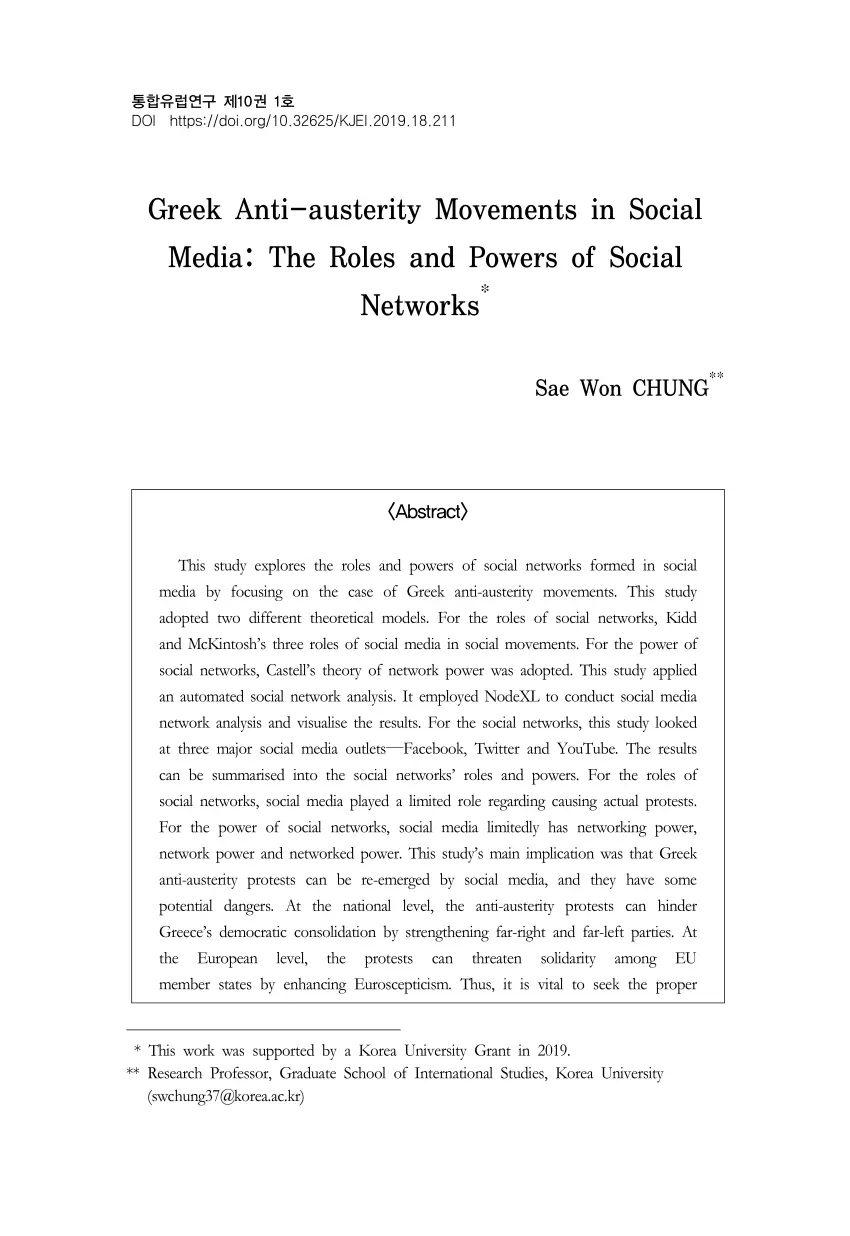 통합유럽연구 제10권 1호
DOI https://doi.org/10.32625/KJEI.2019.18.211
Greek Anti-austerity Movements in Social
Media: The Roles and Powers of Social
Networks*
Sae Won CHUNG**
<Abstract>
This study explores the roles and powers of social networks formed in social
media by focusing on the case of Greek anti-austerity movements. This study
adopted two different theoretical models. For the roles of social networks, Kidd
and McKintosh's three roles of social media in social movements. For the power of
social networks, Castell's theory of network power was adopted. This study applied
an automated social network analysis. It employed NodeXL to conduct social media
network analysis and visualise the results. For the social networks, this study looked
at three major social media outlets—Facebook, Twitter and YouTube. The results
can be summarised into the social networks' roles and powers. For the roles of
social networks, social media played a limited role regarding causing actual protests.
For the power of social networks, social media limitedly has networking power,
network power and networked power. This study's main implication was that Greek
anti-austerity protests can be re-emerged by social media, and they have some
potential dangers. At the national level, the anti-austerity protests can hinder
Greece's democratic consolidation by strengthening far-right and far-left parties. At
the European level, the protests can threaten solidarity among EU
member states by enhancing Euroscepticism. Thus, it is vital to seek the proper
* This work was supported by a Korea University Grant in 2019.
** Research Professor, Graduate School of International Studies, Korea University
(swchung37@korea.ac.kr)